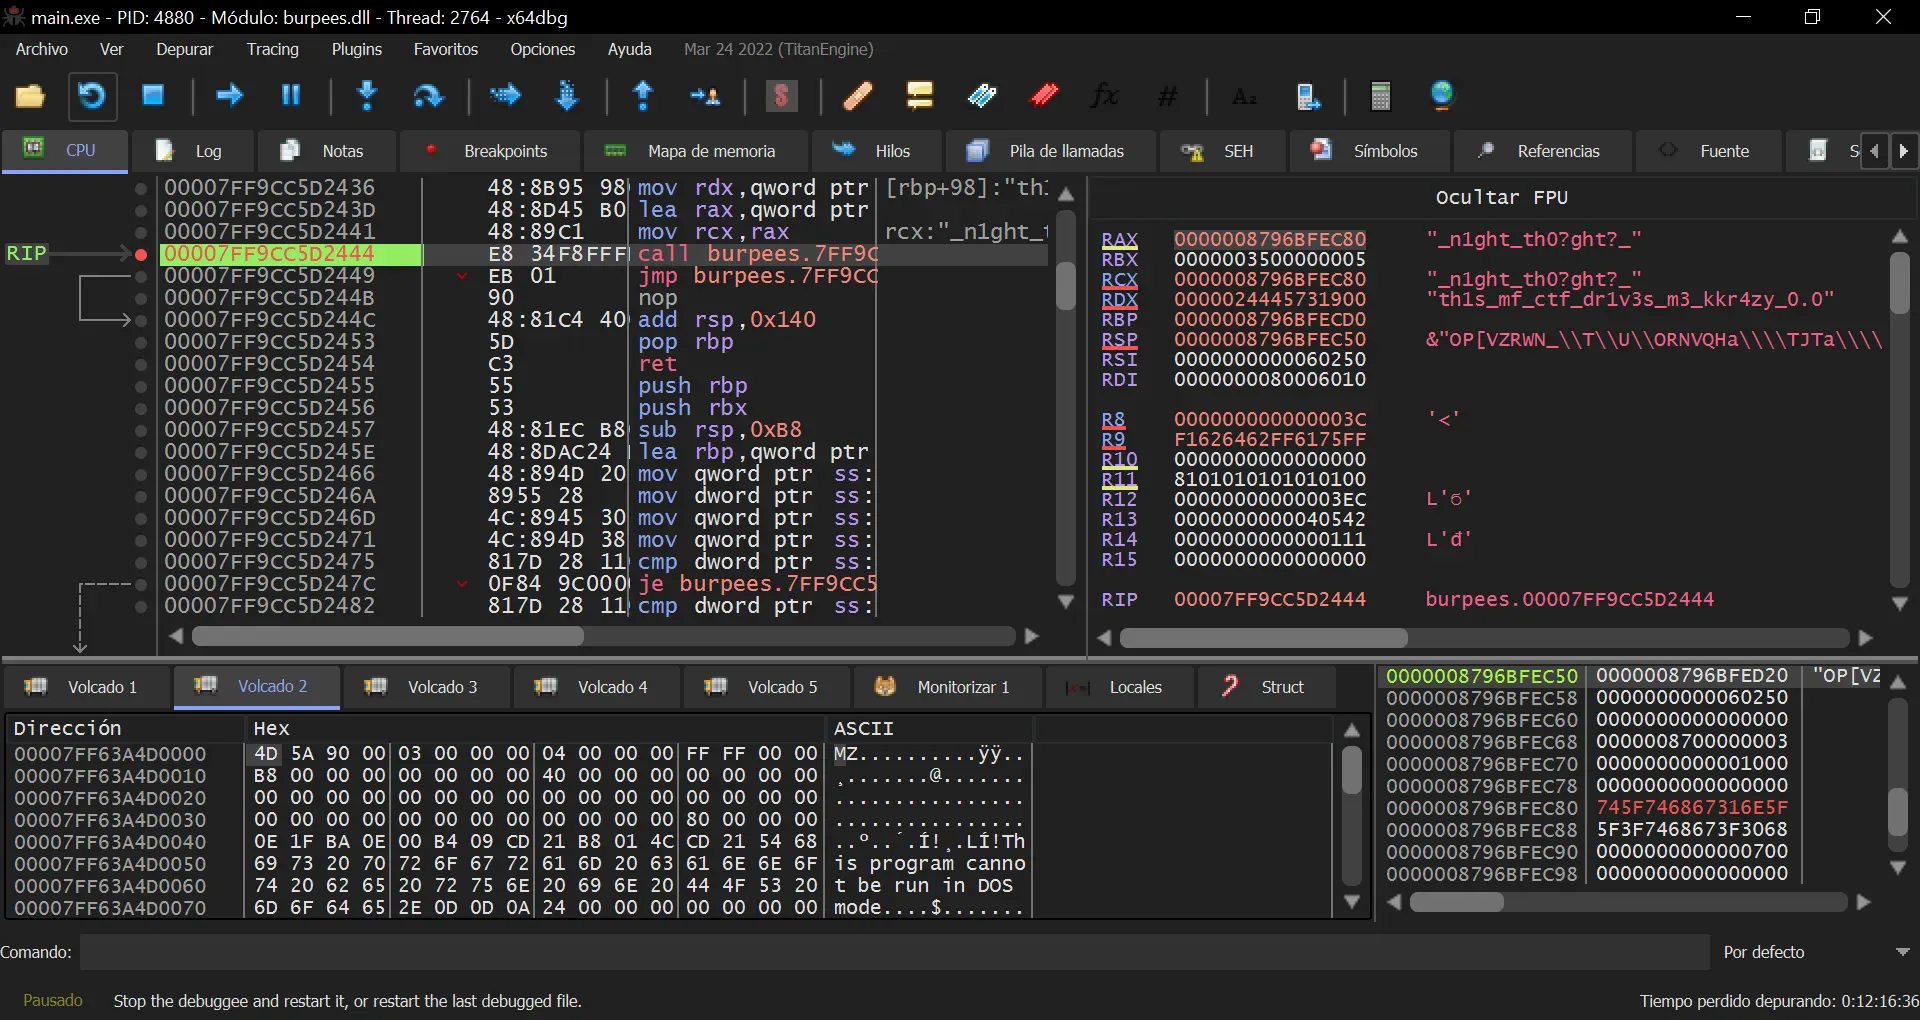 main.exe - PID: 4880 - Módulo: burpees.dll - Thread: 2764 - x64dbg
Archivo Ver Depurar Tracing Plugins Favoritos Opciones Ayuda Mar 24 2022 (TitanEngine)
CPU Log Notas Breakpoints Mapa de memoria Hilos Pila de llamadas SEH Símbolos Referencias Fuente S
00007FF9CC5D2436 48:8B95 98 mov rdx,qword ptr [rbp+98]:"th1
00007FF9CC5D243D 48:8D45 B0 lea rax,qword ptr
00007FF9CC5D2441 48:89C1 mov rcx,rax rcx:"_n1ght_t
RIP 00007FF9CC5D2444 E8 34F8FFF call burpees.7FF9C
00007FF9CC5D2449 EB 01 jmp burpees.7FF9CC
00007FF9CC5D244B 90 nop
00007FF9CC5D244C 48:81C4 40 add rsp,0x140
00007FF9CC5D2453 5D pop rbp
00007FF9CC5D2454 C3 ret
00007FF9CC5D2455 55 push rbp
00007FF9CC5D2456 53 push rbx
00007FF9CC5D2457 48:81EC B8 sub rsp,0xB8
00007FF9CC5D245E 48:8DAC24 lea rbp,qword ptr
00007FF9CC5D2466 48:894D 20 mov qword ptr ss:
00007FF9CC5D246A 8955 28 mov dword ptr ss:
00007FF9CC5D246D 4C:8945 30 mov qword ptr ss:
00007FF9CC5D2471 4C:894D 38 mov qword ptr ss:
00007FF9CC5D2475 817D 28 11 cmp dword ptr ss:
00007FF9CC5D247C 0F84 9C000 je burpees.7FF9CC5
00007FF9CC5D2482 817D 28 11 cmp dword ptr ss:
Ocultar FPU
RAX 0000008796BFEC80 "_n1ght_th0?ght?_"
RBX 0000003500000005
RCX 0000008796BFEC80 "_n1ght_th0?ght?_"
RDX 0000024445731900 "th1s_mf_ctf_dr1v3s_m3_kkr4zy_0.0"
RBP 0000008796BFECD0
RSP 0000008796BFEC50 &"OP[VZRWN_\\T\\U\\ORNVQHa\\\\TJTa\\\\
RSI 0000000000060250
RDI 0000000080006010
R8 000000000000003C '<'
R9 F1626462FF6175FF
R10 0000000000000000
R11 8101010101010100
R12 00000000000003EC
R13 0000000000040542
R14 0000000000000111 L'đ'
R15 0000000000000000
RIP 00007FF9CC5D2444 burpees.00007FF9CC5D2444
Volcado 1 Volcado 2 Volcado 3 Volcado 4 Volcado 5 Monitorizar 1 Locales Struct
Dirección Hex ASCII
00007FF63A4D0000 4D 5A 90 00 03 00 00 00 04 00 00 00 FF FF 00 00 MZ..........ÿÿ..
00007FF63A4D0010 B8 00 00 00 00 00 00 00 40 00 00 00 00 00 00 00 ¸.......@.......
00007FF63A4D0020 00 00 00 00 00 00 00 00 00 00 00 00 00 00 00 00 ................
00007FF63A4D0030 00 00 00 00 00 00 00 00 00 00 00 00 80 00 00 00 ................
00007FF63A4D0040 0E 1F BA 0E 00 B4 09 CD 21 B8 01 4C CD 21 54 68 ..º..´.Í!¸.LÍ!Th
00007FF63A4D0050 69 73 20 70 72 6F 67 72 61 6D 20 63 61 6E 6E 6F is program canno
00007FF63A4D0060 74 20 62 65 20 72 75 6E 20 69 6E 20 44 4F 53 20 t be run in DOS
00007FF63A4D0070 6D 6F 64 65 2E 0D 0D 0A 24 00 00 00 00 00 00 00 mode....$.......
0000008796BFEC50 0000008796BFED20 "OP[VZ
0000008796BFEC58 0000000000060250
0000008796BFEC60 0000000000000000
0000008796BFEC68 0000008700000003
0000008796BFEC70 0000000000001000
0000008796BFEC78 0000000000000000
0000008796BFEC80 745F746867316E5F
0000008796BFEC88 5F3F7468673F3068
0000008796BFEC90 0000000000000700
0000008796BFEC98 0000000000000000
Comando: Por defecto
Pausado Stop the debuggee and restart it, or restart the last debugged file. Tiempo perdido depurando: 0:12:16:36